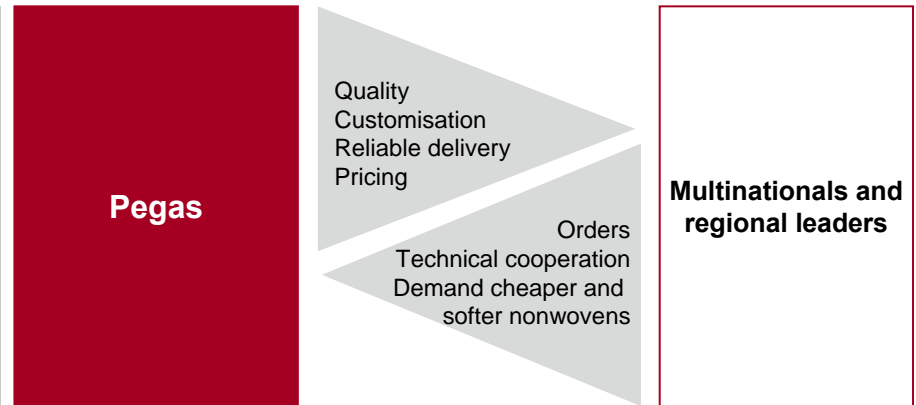 Pegas
Quality
Customisation
Reliable delivery
Pricing
Orders
Technical cooperation
Demand cheaper and
softer nonwovens
Multinationals and
regional leaders